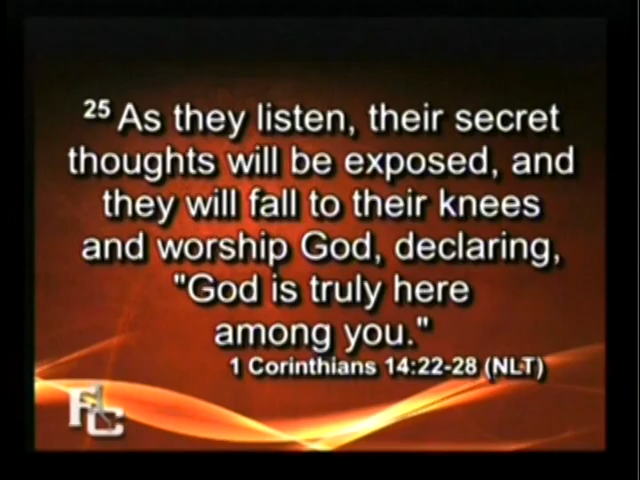 25 As they listen, their secret
thoughts will be exposed, and
they will fall to their knees
and worship God, declaring,
"God is truly here
among you."
1 Corinthians 14:22-28 (NLT)
FLC